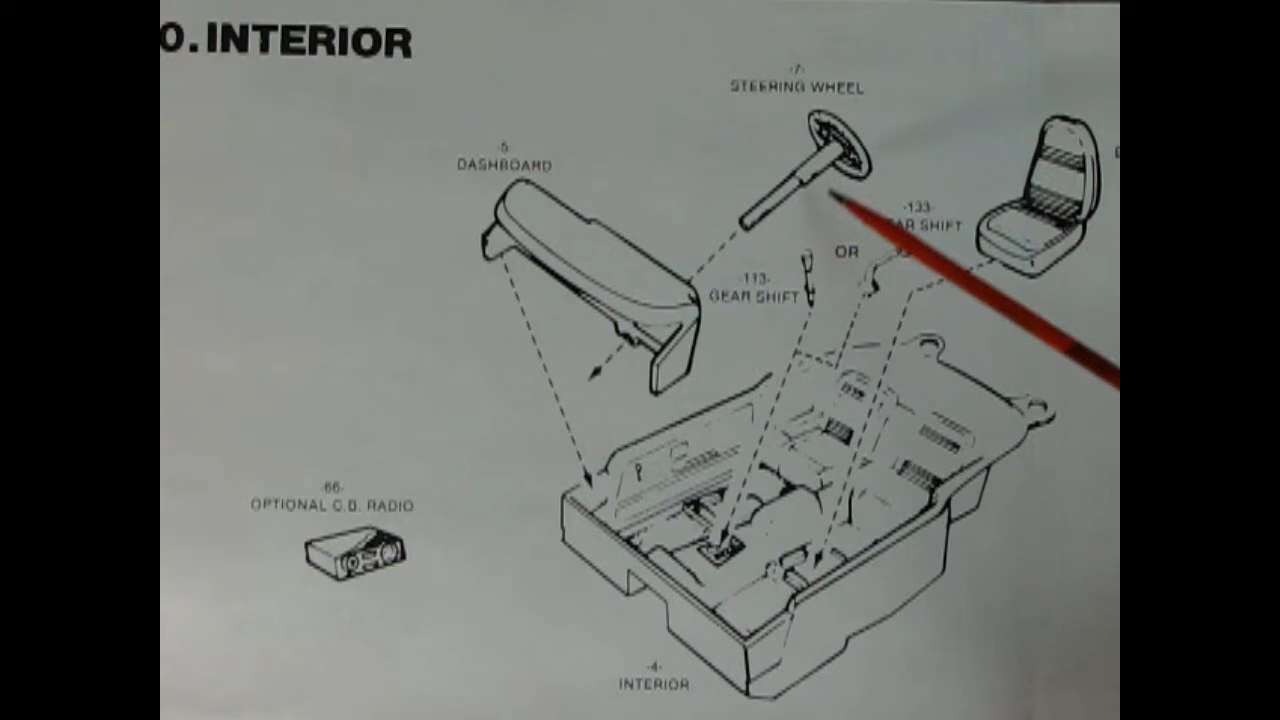 0. INTERIOR
-7-
STEERING WHEEL
-5-
DASHBOARD
-133-
AR SHIFT
OR
-113-
GEAR SHIFT
-66-
OPTIONAL C.B. RADIO
-4-
INTERIOR